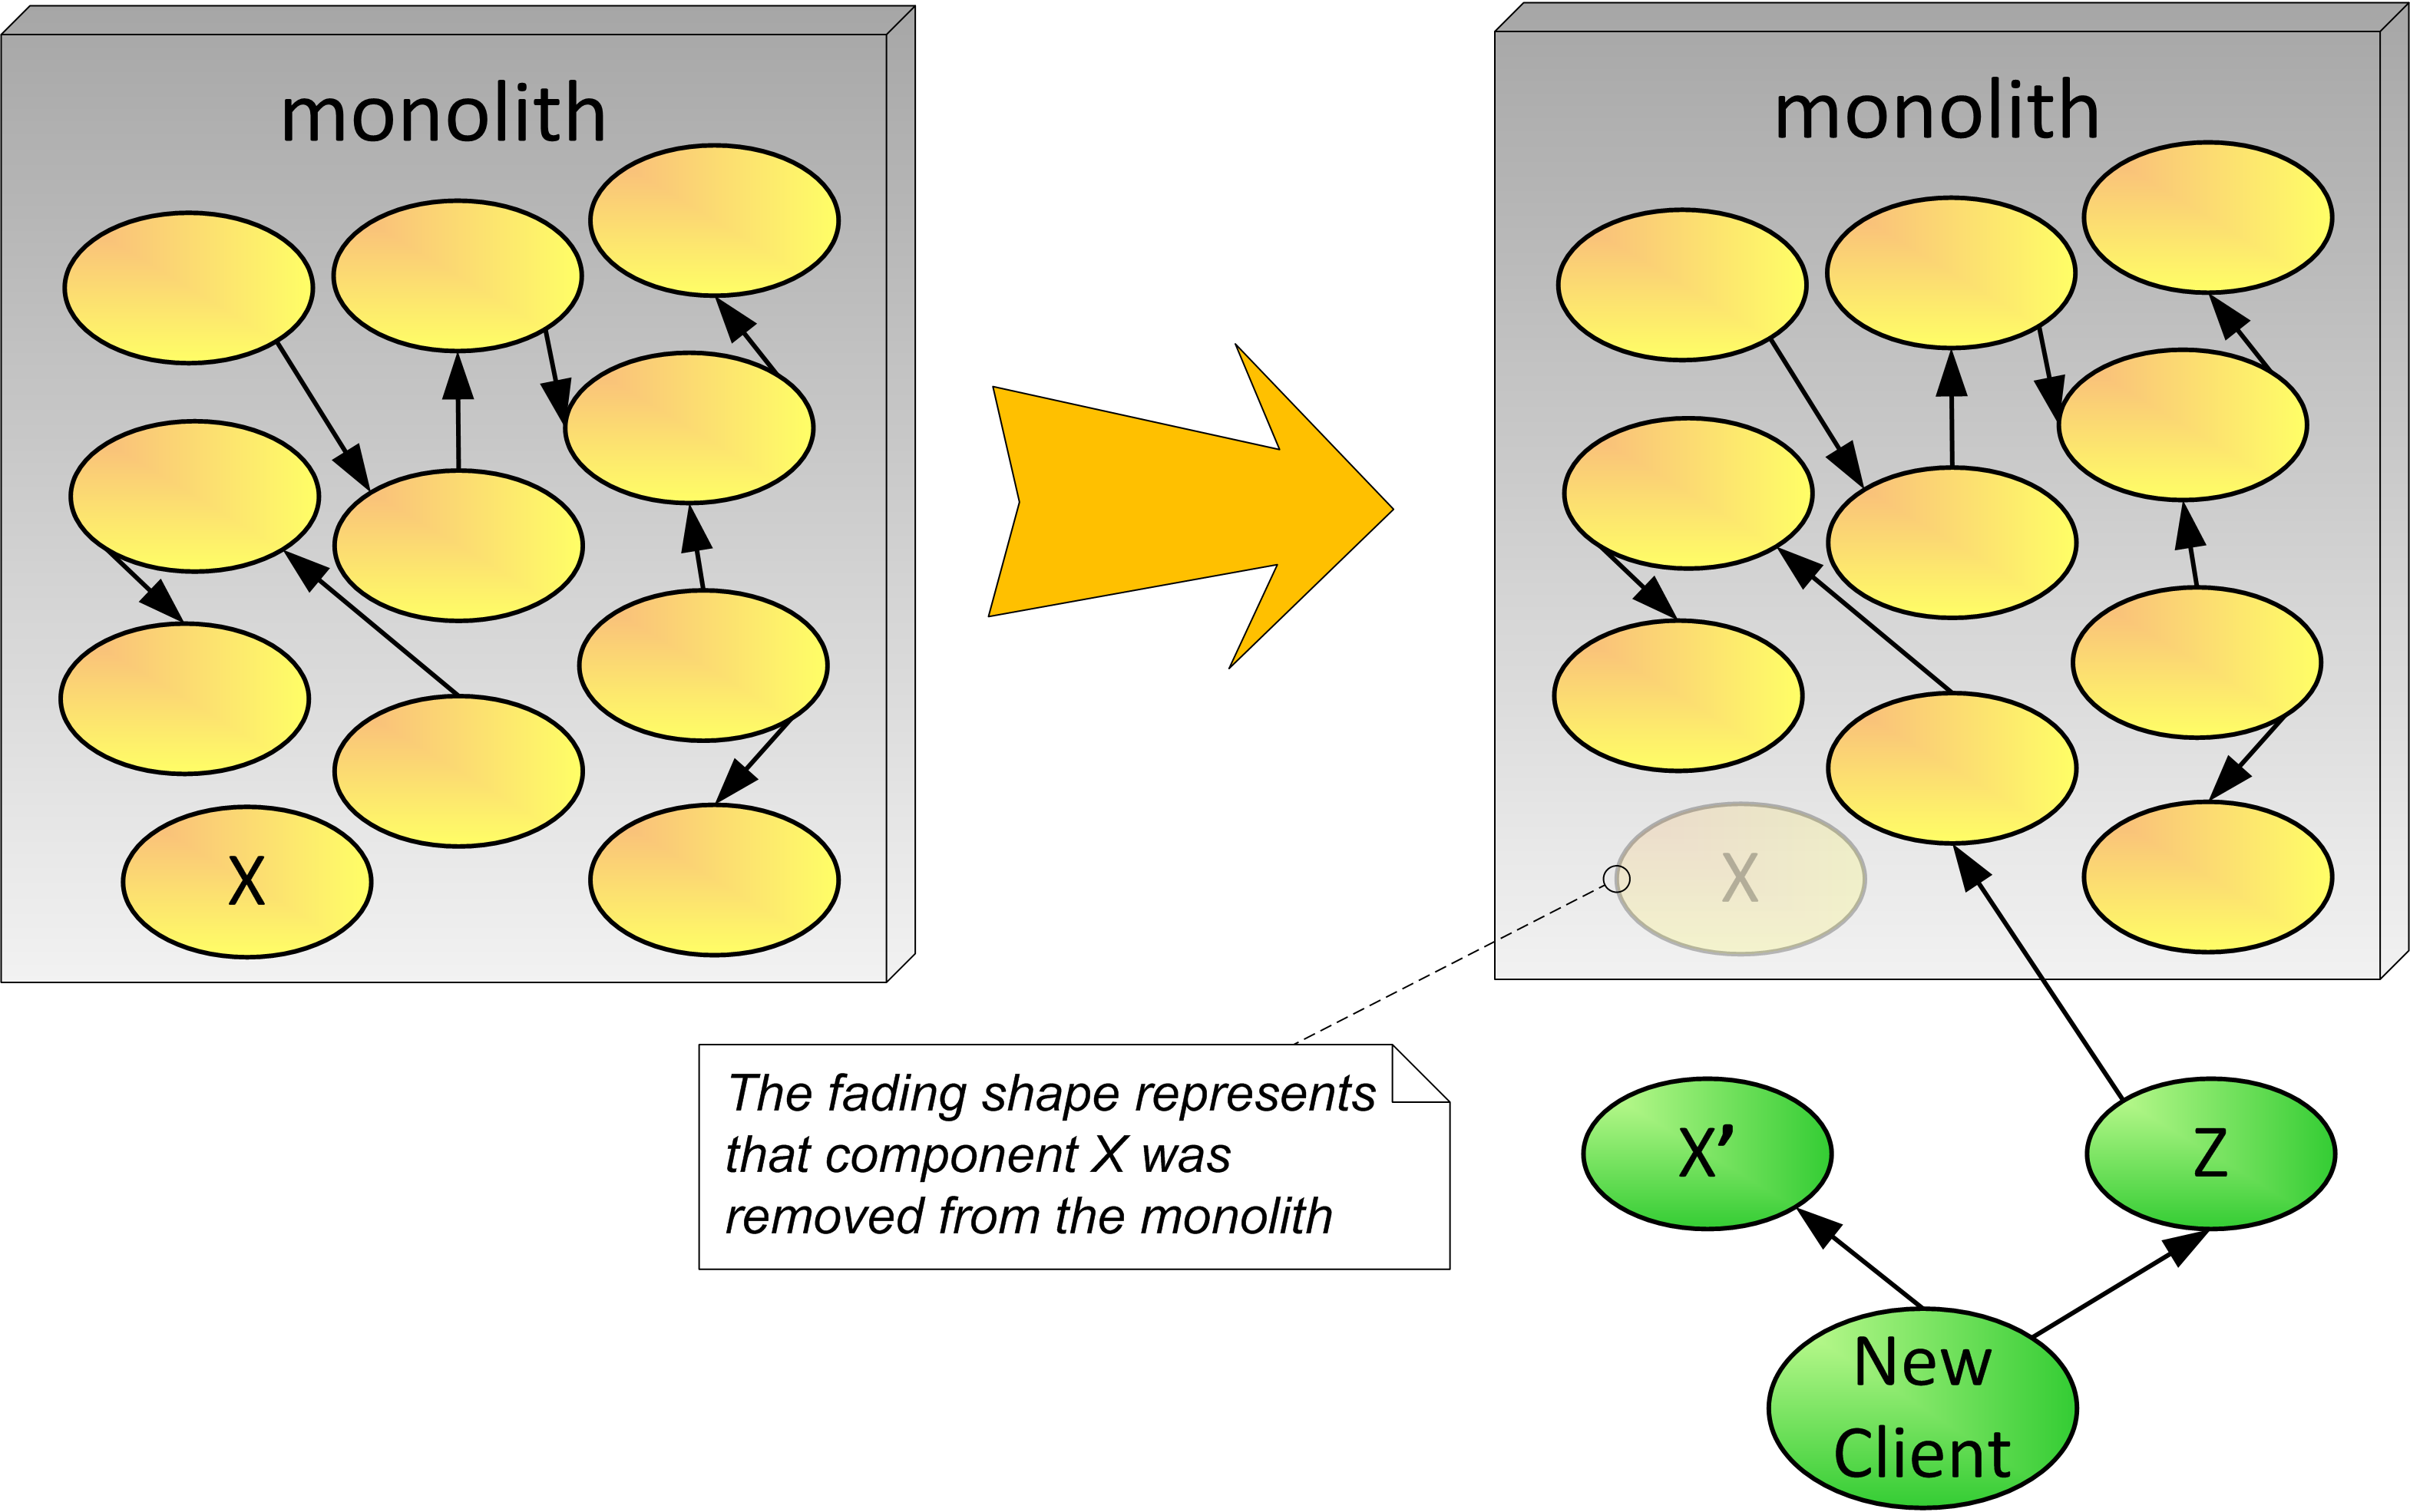 monolith
X
monolith
X
The fading shape represents
that component X was
removed from the monolith
X’
Z
New
Client